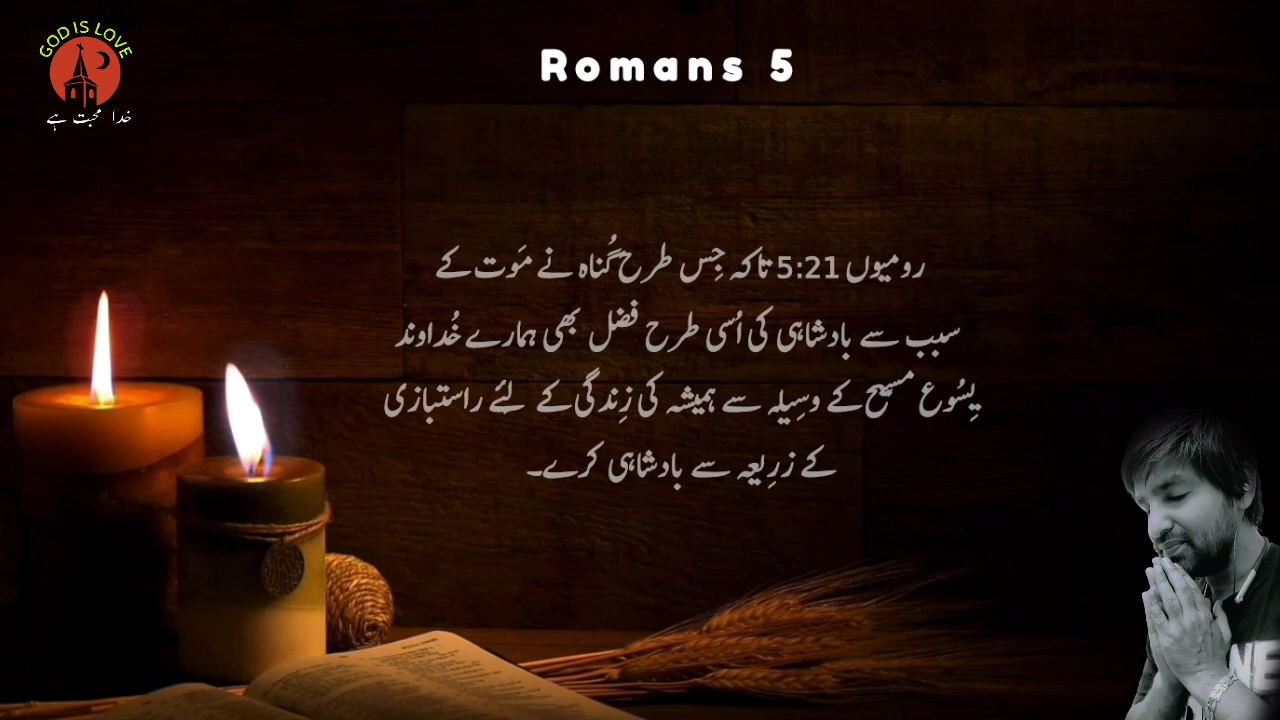 GOD IS LOVE
خدا محبت ہے
Romans 5
رومیوں 5:21 تاکہ جِس طرح گُناہ نے مَوت کے
سبب سے بادشاہی کی اُسی طرح فضل بھی ہمارے خُداوند
یِسُوع مسیح کے وسِیلہ سے ہمیشہ کی زِندگی کے لِئے راستبازی
کے زرِیعہ سے بادشاہی کرے۔